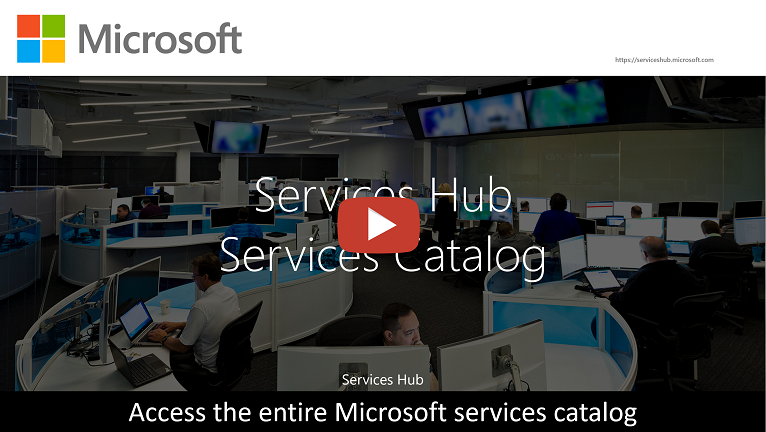 Microsoft
https://serviceshub.microsoft.com
Services Hub
Services Catalog
Services Hub
Access the entire Microsoft services catalog